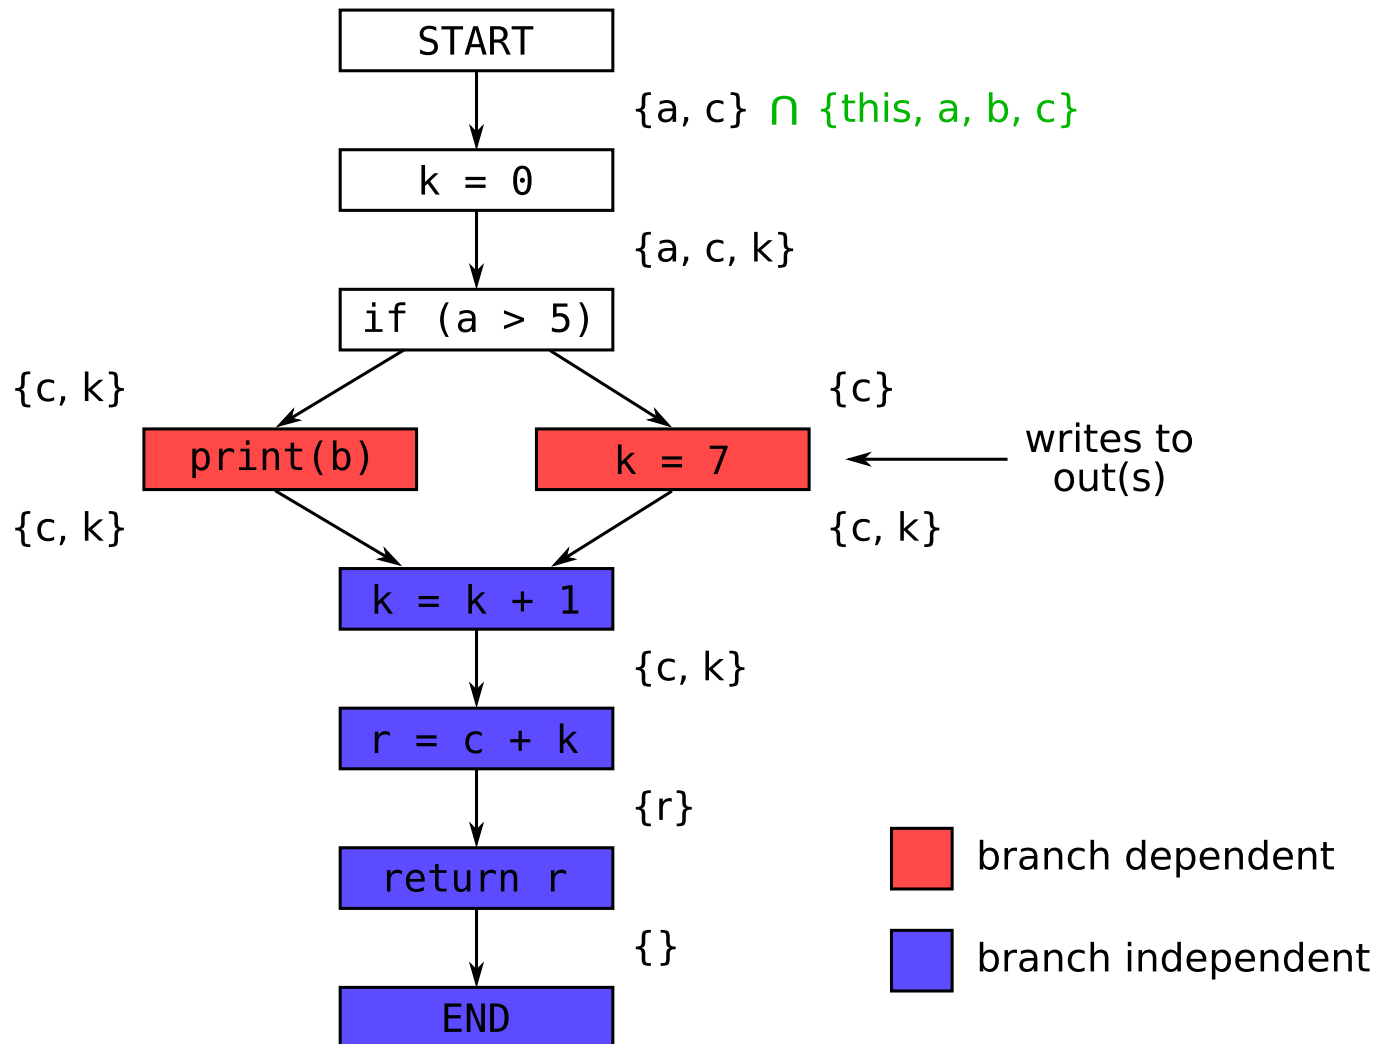 START
{a, c} ∩ {this, a, b, c}
k = 0
{a, c, k}
if (a > 5)
{c, k}
{c}
print(b)
k = 7
writes to
out(s)
{c, k}
{c, k}
k = k + 1
{c, k}
r = c + k
{r}
return r
branch dependent
{}
branch independent
END